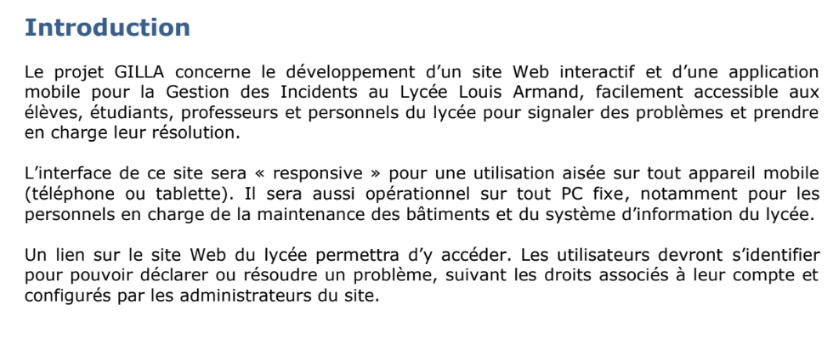 Introduction
Le projet GILLA concerne le développement d'un site Web interactif et d'une application
mobile pour la Gestion des Incidents au Lycée Louis Armand, facilement accessible aux
élèves, étudiants, professeurs et personnels du lycée pour signaler des problèmes et prendre
en charge leur résolution.
L'interface de ce site sera « responsive » pour une utilisation aisée sur tout appareil mobile
(téléphone ou tablette). Il sera aussi opérationnel sur tout PC fixe, notamment pour les
personnels en charge de la maintenance des bâtiments et du système d'information du lycée.
Un lien sur le site Web du lycée permettra d'y accéder. Les utilisateurs devront s'identifier
pour pouvoir déclarer ou résoudre un problème, suivant les droits associés à leur compte et
configurés par les administrateurs du site.